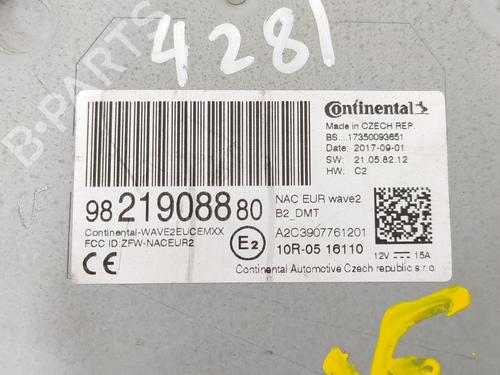 4281
B-PARTS
Continental
Made in CZECH REP.
BS....17350093651
Date: 2017-09-01
SW: 21.05.82.12
HW: C2
98 219088 80
NAC EUR wave2
B2_DMT
Continental-WAVE2EUCEMXX
FCC ID:ZFW-NACEUR2
E2
A2C3907761201
10R-05 16110
12V 15A
CE
Continental Automotive Czech republic s.r.o.